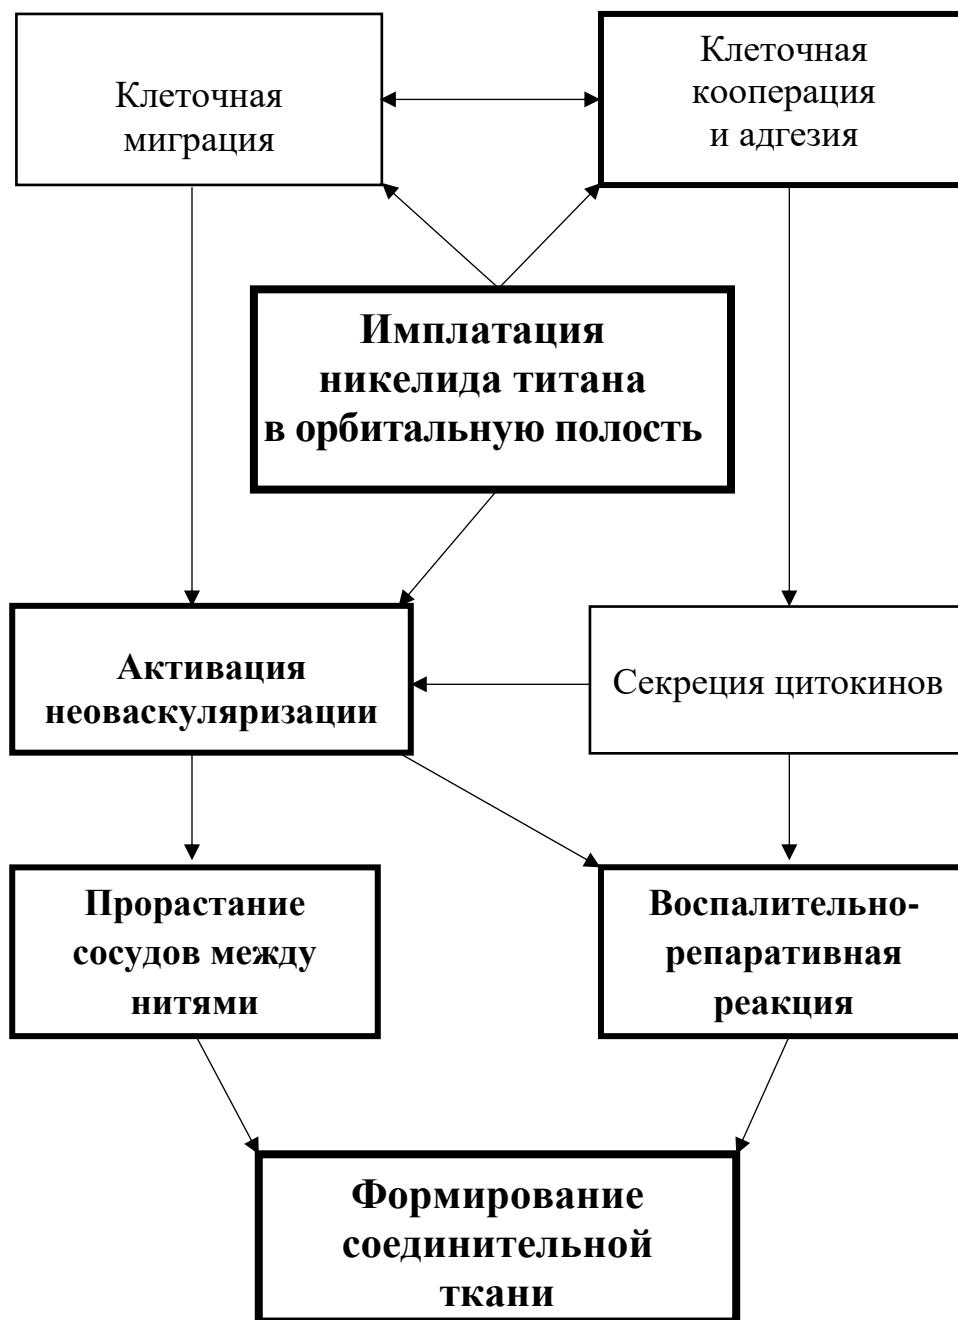 Клеточная
миграция
Клеточная
кооперация
и адгезия
Имплатация
никелида титана
в орбитальную полость
Активация
неоваскуляризации
Секреция цитокинов
Прорастание
сосудов между
нитями
Воспалительно-
репаративная
реакция
Формирование
соединительной
ткани